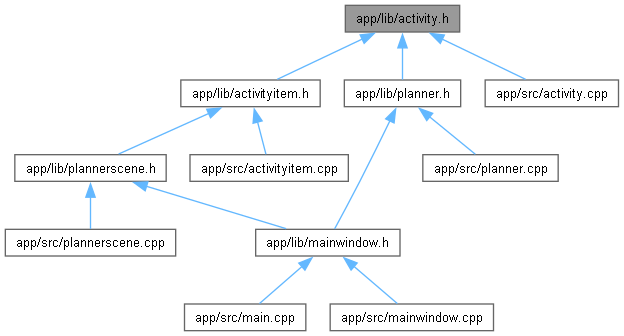 app/lib/activity.h
app/lib/activityitem.h
app/lib/planner.h
app/src/activity.cpp
app/lib/plannerscene.h
app/src/activityitem.cpp
app/src/planner.cpp
app/src/plannerscene.cpp
app/lib/mainwindow.h
app/src/main.cpp
app/src/mainwindow.cpp